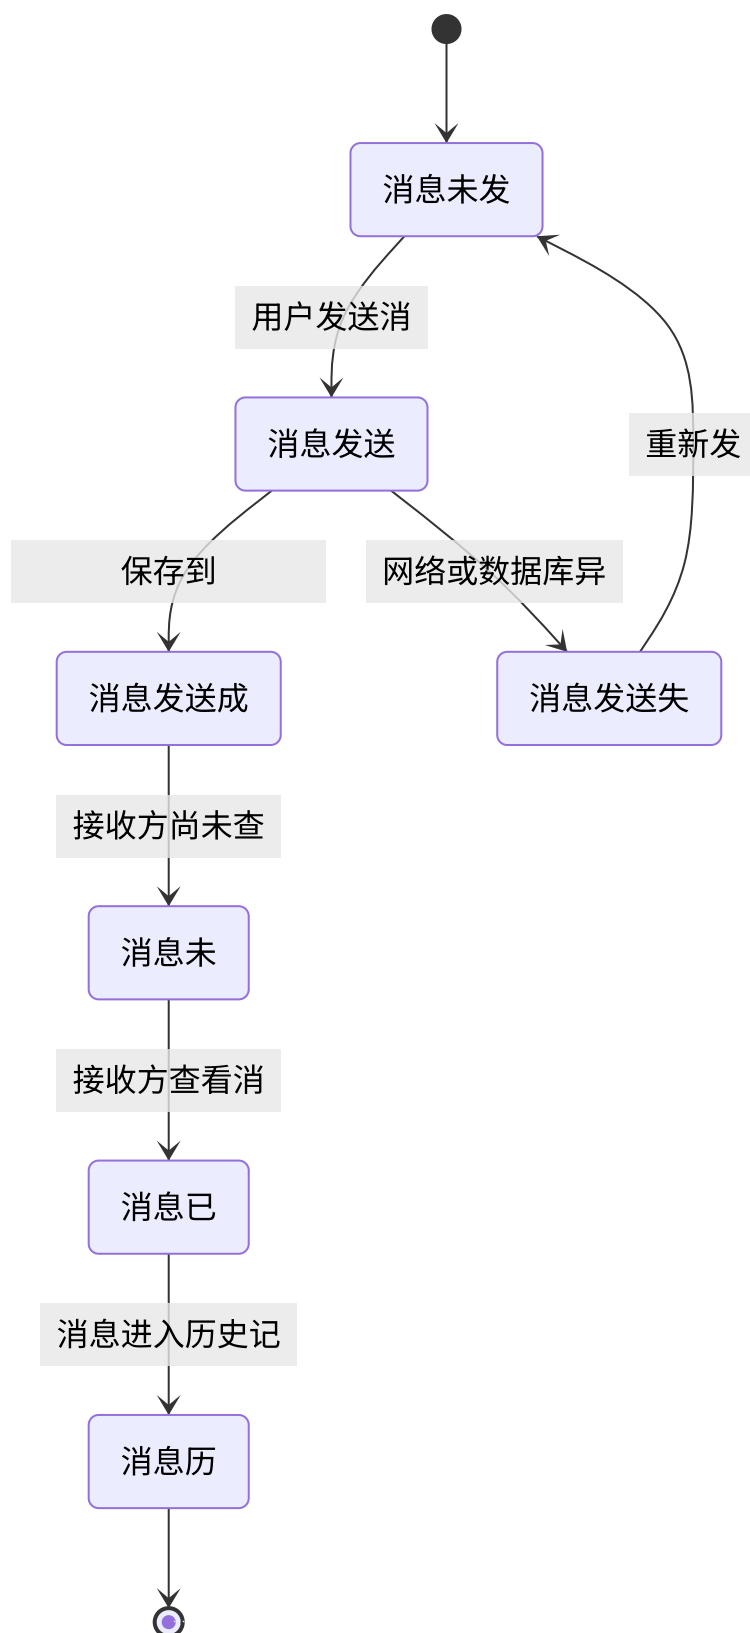 消息未发
用户发送消
消息发送
重新发
保存到
网络或数据库异
消息发送成
消息发送失
接收方尚未查
消息未
接收方查看消
消息已
消息进入历史记
消息历